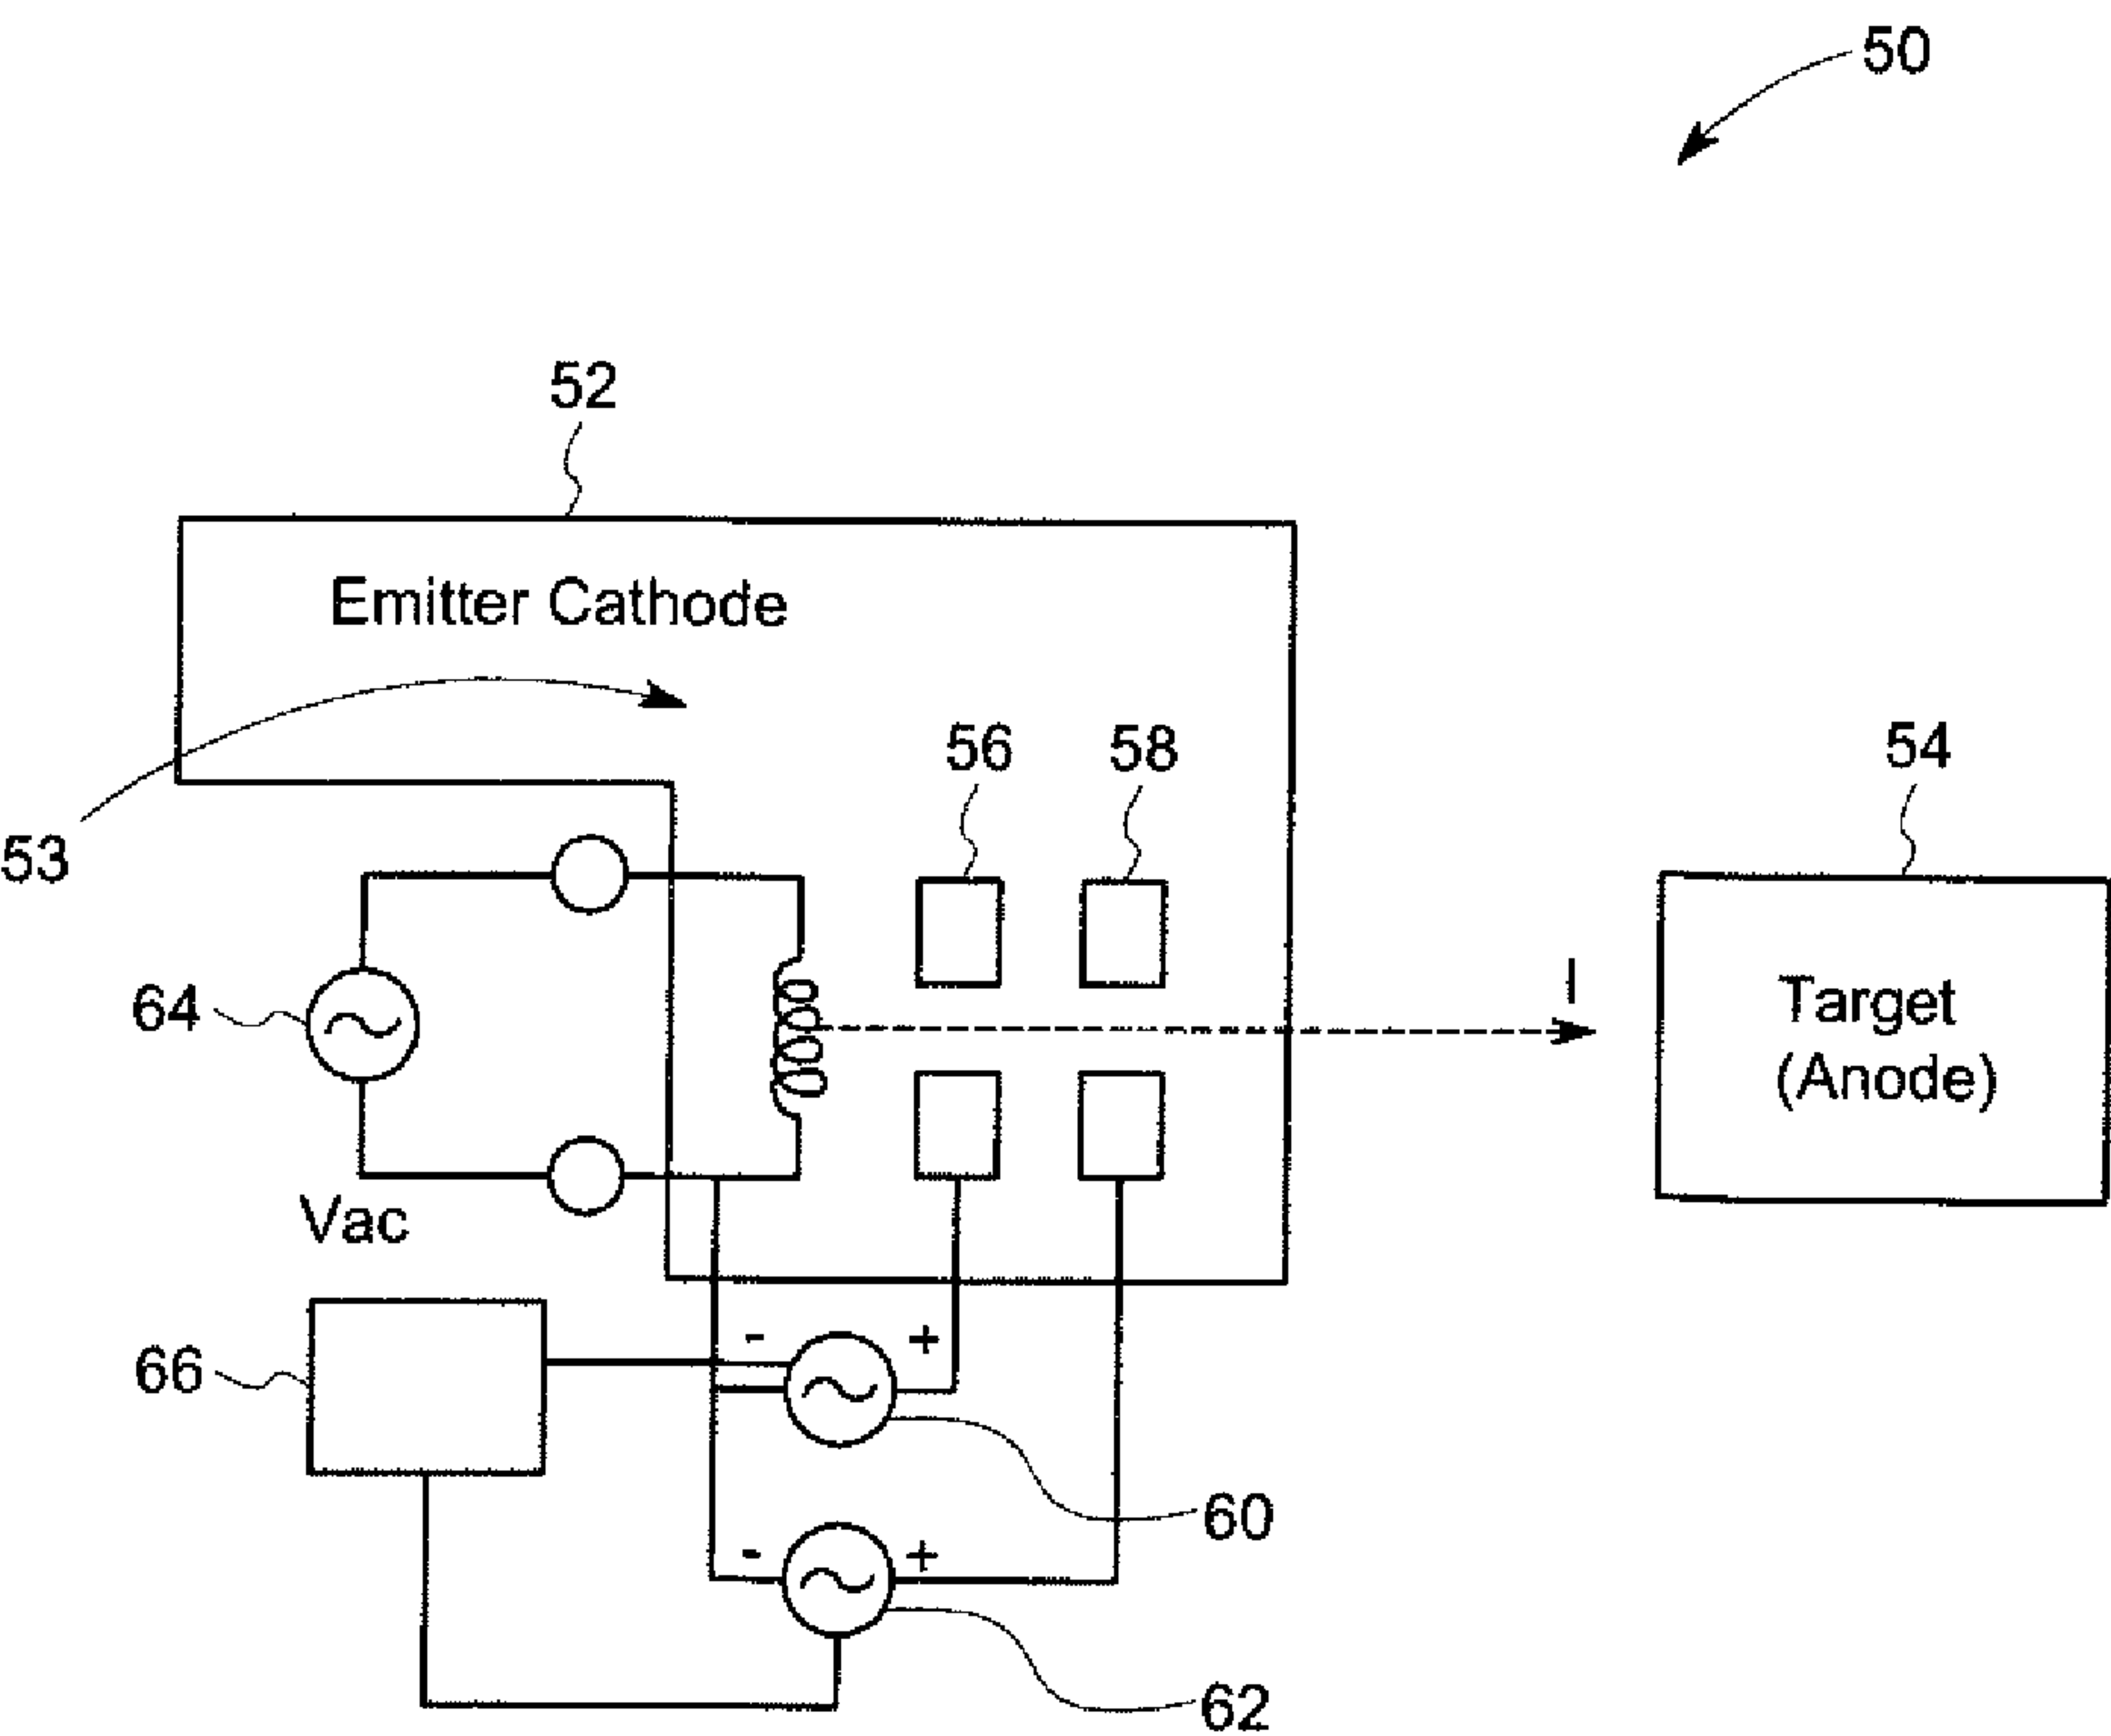 50
52
Emitter Cathode
53
56
58
54
64
I
Target
(Anode)
Vac
66
-
+
60
-
+
62